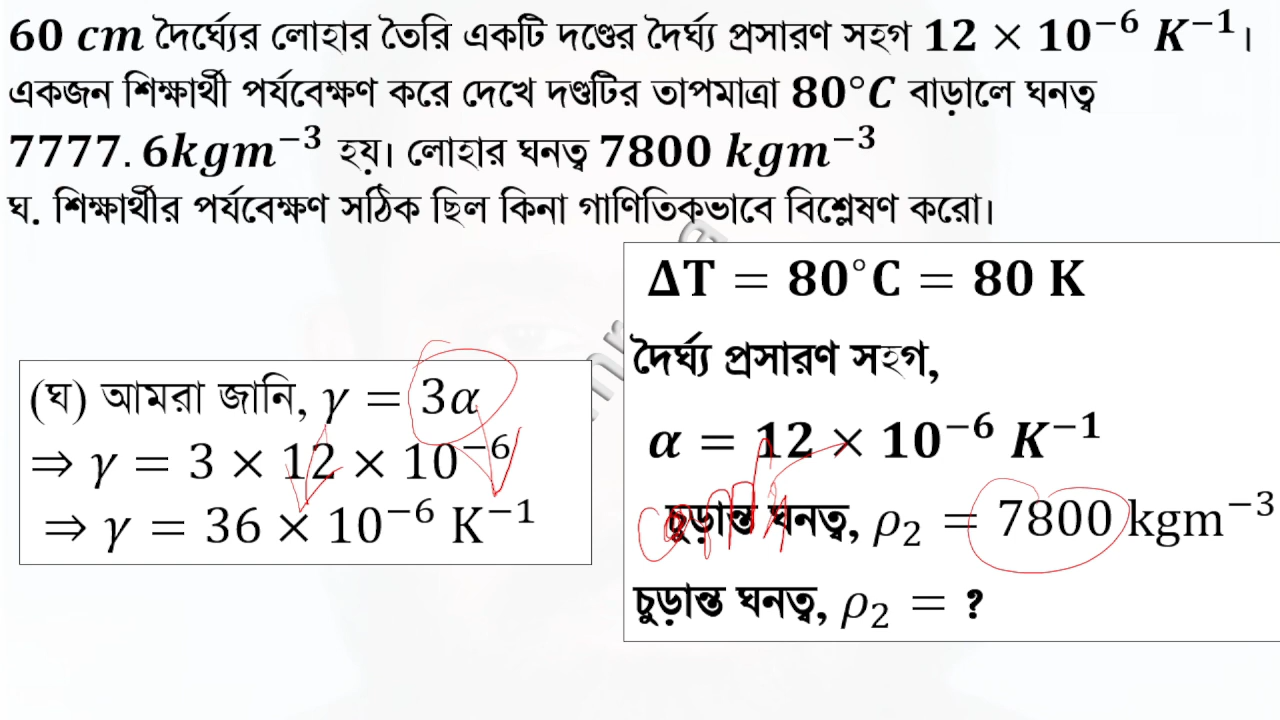 60 cm দৈর্ঘ্যের লোহার তৈরি একটি দণ্ডের দৈর্ঘ্য প্রসারণ সহগ 12 × 10⁻⁶ K⁻¹।
একজন শিক্ষার্থী পর্যবেক্ষণ করে দেখে দণ্ডটির তাপমাত্রা 80°C বাড়ালে ঘনত্ব
7777.6kgm⁻³ হয়। লোহার ঘনত্ব 7800 kgm⁻³
ঘ. শিক্ষার্থীর পর্যবেক্ষণ সঠিক ছিল কিনা গাণিতিকভাবে বিশ্লেষণ করো।
(ঘ) আমরা জানি, γ = 3α
⇒ γ = 3 × 12 × 10⁻⁶
⇒ γ = 36 × 10⁻⁶ K⁻¹
ΔT = 80°C = 80 K
দৈর্ঘ্য প্রসারণ সহগ,
α = 12 × 10⁻⁶ K⁻¹
চুড়ান্ত ঘনত্ব, ρ₂ = 7800 kgm⁻³
চুড়ান্ত ঘনত্ব, ρ₂ = ?